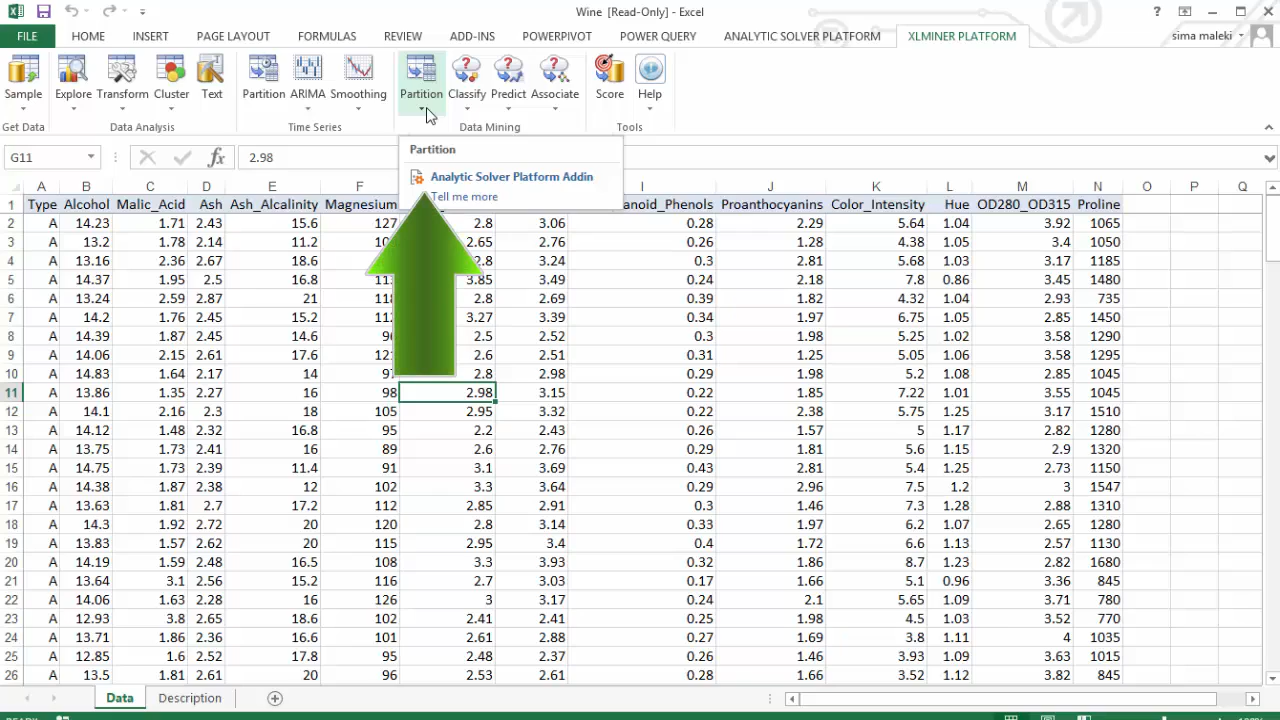 Wine [Read-Only] - Excel
FILE HOME INSERT PAGE LAYOUT FORMULAS REVIEW ADD-INS POWERPIVOT POWER QUERY ANALYTIC SOLVER PLATFORM XLMINER PLATFORM sima maleki
Sample Explore Transform Cluster Text Partition ARIMA Smoothing Partition Classify Predict Associate Score Help
Get Data Data Analysis Time Series Data Mining Tools
G11 fx 2.98
Partition
Analytic Solver Platform Addin
Tell me more
A B C D E F I J K L M N O P Q
1 Type Alcohol Malic_Acid Ash Ash_Alcalinity Magnesium anoid_Phenols Proanthocyanins Color_Intensity Hue OD280_OD315 Proline
2 A 14.23 1.71 2.43 15.6 127 2.8 3.06 0.28 2.29 5.64 1.04 3.92 1065
3 A 13.2 1.78 2.14 11.2 2.65 2.76 0.26 1.28 4.38 1.05 3.4 1050
4 A 13.16 2.36 2.67 18.6 2.8 3.24 0.3 2.81 5.68 1.03 3.17 1185
5 A 14.37 1.95 2.5 16.8 3.85 3.49 0.24 2.18 7.8 0.86 3.45 1480
6 A 13.24 2.59 2.87 21 2.8 2.69 0.39 1.82 4.32 1.04 2.93 735
7 A 14.2 1.76 2.45 15.2 3.27 3.39 0.34 1.97 6.75 1.05 2.85 1450
8 A 14.39 1.87 2.45 14.6 2.5 2.52 0.3 1.98 5.25 1.02 3.58 1290
9 A 14.06 2.15 2.61 17.6 2.6 2.51 0.31 1.25 5.05 1.06 3.58 1295
10 A 14.83 1.64 2.17 14 2.8 2.98 0.29 1.98 5.2 1.08 2.85 1045
11 A 13.86 1.35 2.27 16 98 2.98 3.15 0.22 1.85 7.22 1.01 3.55 1045
12 A 14.1 2.16 2.3 18 105 2.95 3.32 0.22 2.38 5.75 1.25 3.17 1510
13 A 14.12 1.48 2.32 16.8 95 2.2 2.43 0.26 1.57 5 1.17 2.82 1280
14 A 13.75 1.73 2.41 16 89 2.6 2.76 0.29 1.81 5.6 1.15 2.9 1320
15 A 14.75 1.73 2.39 11.4 91 3.1 3.69 0.43 2.81 5.4 1.25 2.73 1150
16 A 14.38 1.87 2.38 12 102 3.3 3.64 0.29 2.96 7.5 1.2 3 1547
17 A 13.63 1.81 2.7 17.2 112 2.85 2.91 0.3 1.46 7.3 1.28 2.88 1310
18 A 14.3 1.92 2.72 20 120 2.8 3.14 0.33 1.97 6.2 1.07 2.65 1280
19 A 13.83 1.57 2.62 20 115 2.95 3.4 0.4 1.72 6.6 1.13 2.57 1130
20 A 14.19 1.59 2.48 16.5 108 3.3 3.93 0.32 1.86 8.7 1.23 2.82 1680
21 A 13.64 3.1 2.56 15.2 116 2.7 3.03 0.17 1.66 5.1 0.96 3.36 845
22 A 14.06 1.63 2.28 16 126 3 3.17 0.24 2.1 5.65 1.09 3.71 780
23 A 12.93 3.8 2.65 18.6 102 2.41 2.41 0.25 1.98 4.5 1.03 3.52 770
24 A 13.71 1.86 2.36 16.6 101 2.61 2.88 0.27 1.69 3.8 1.11 4 1035
25 A 12.85 1.6 2.52 17.8 95 2.48 2.37 0.26 1.46 3.93 1.09 3.63 1015
26 A 13.5 1.81 2.61 20 96 2.53 2.61 0.28 1.66 3.52 1.12 3.82 845
Data Description